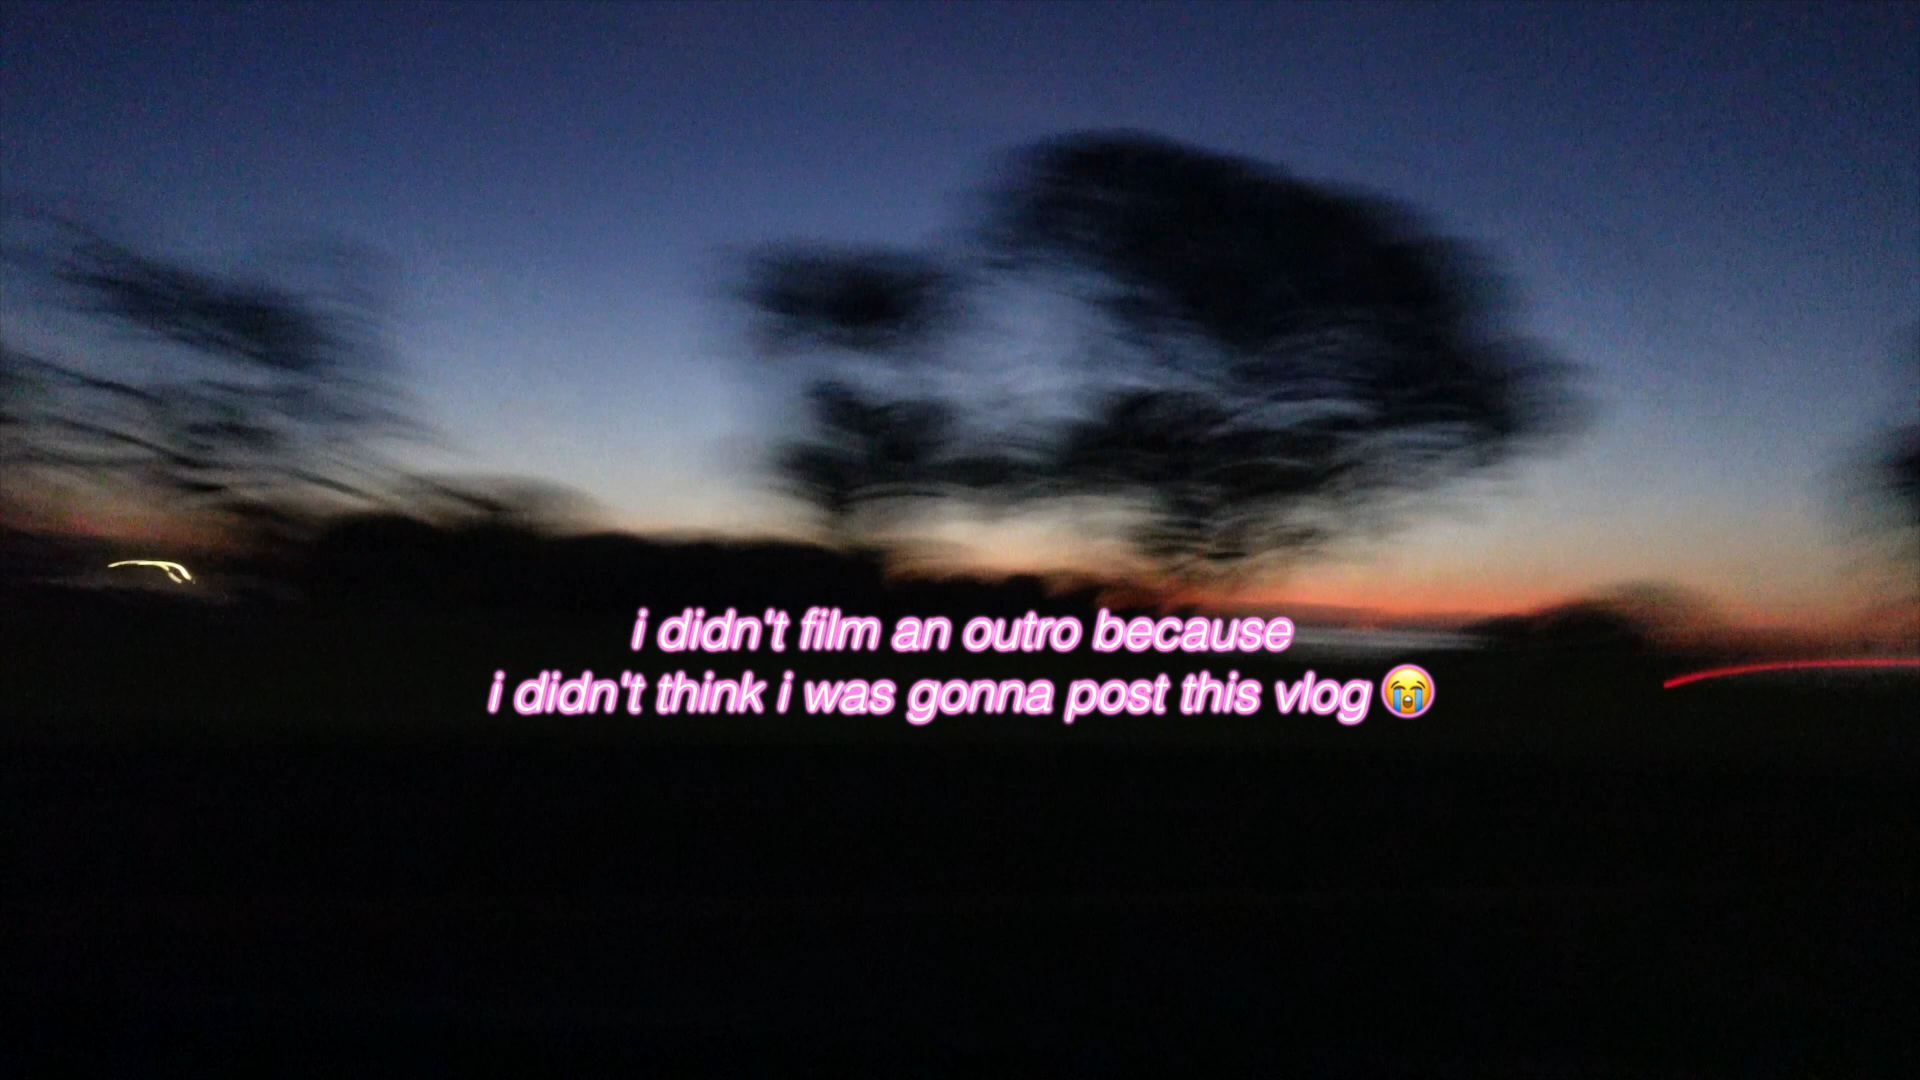 i didn't film an outro because
i didn't think i was gonna post this vlog 😭